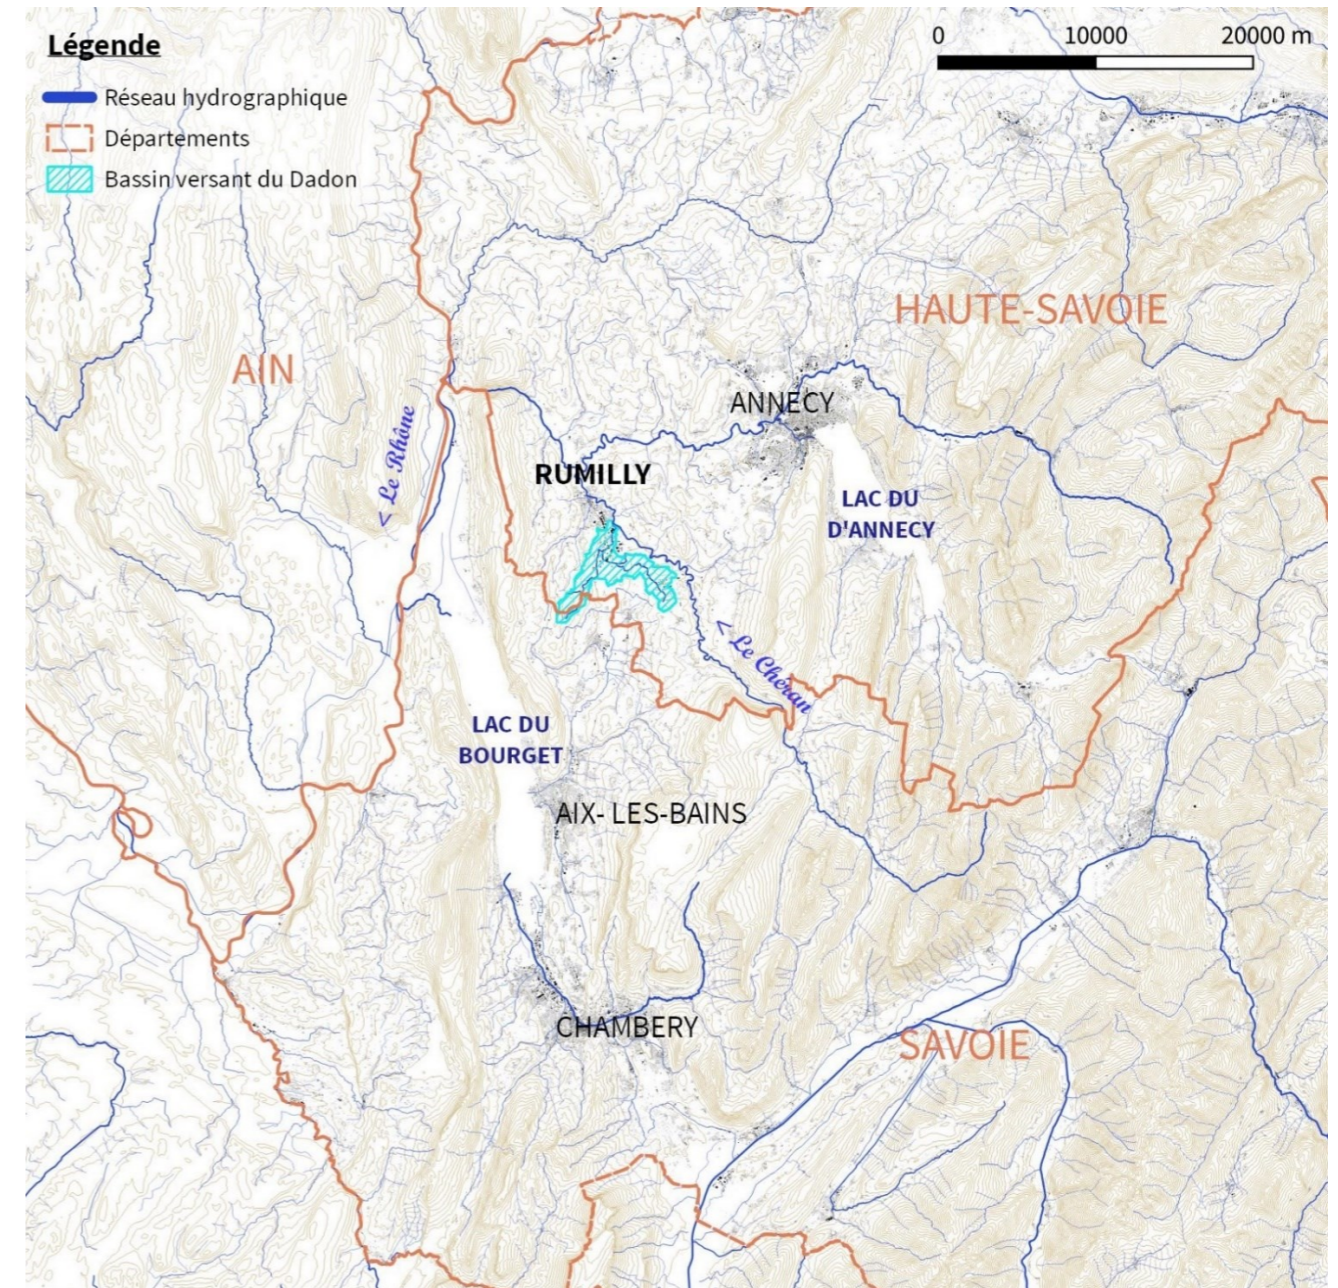 Légende
Réseau hydrographique
Départements
Bassin versant du Dadon
0 10000 20000 m
HAUTE-SAVOIE
AIN
ANNECY
< Le Rhône
RUMILLY
LAC DU
D'ANNECY
< Le Chéran
LAC DU
BOURGET
AIX- LES-BAINS
CHAMBERY
SAVOIE